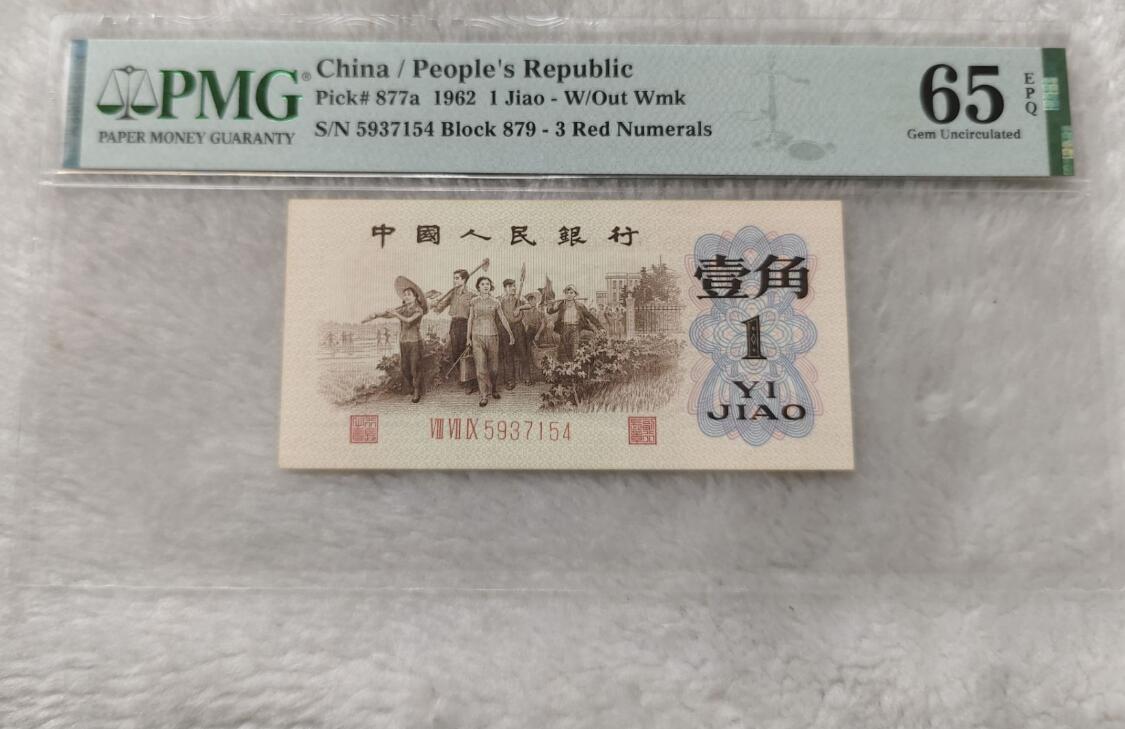 PMG®
PAPER MONEY GUARANTY
China / People's Republic
Pick# 877a 1962 1 Jiao - W/Out Wmk
S/N 5937154 Block 879 - 3 Red Numerals
65
Gem Uncirculated
EPQ
中國人民銀行
壹角
1
YI
JIAO
VIII VII IX 5937154